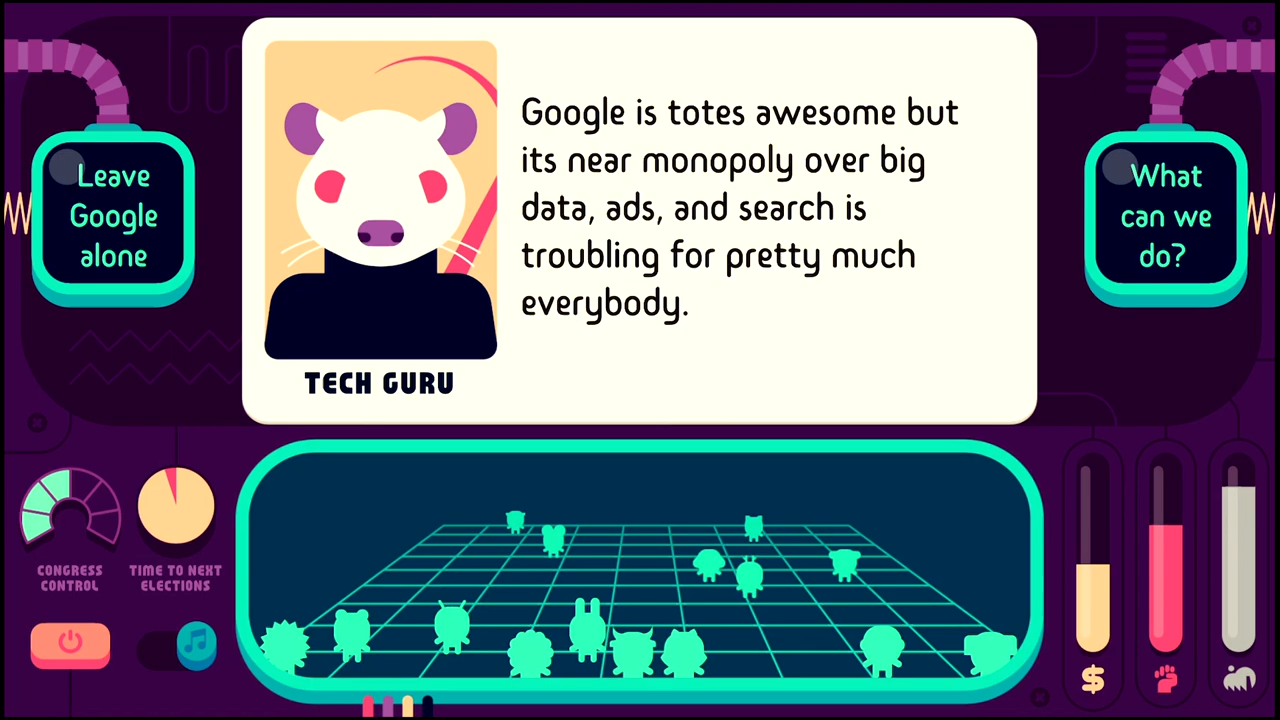 Leave
Google
alone
Google is totes awesome but
its near monopoly over big
data, ads, and search is
troubling for pretty much
everybody.
TECH GURU
What
can we
do?
CONGRESS
CONTROL
TIME TO NEXT
ELECTIONS
$